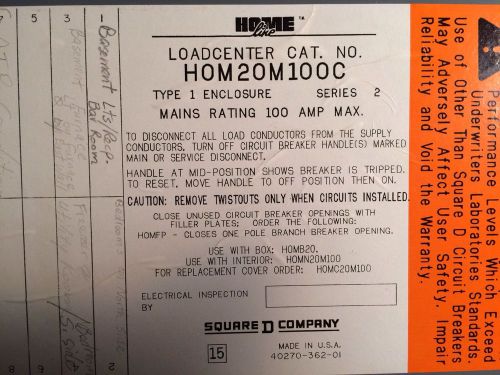 HOME
LINE
TM
LOADCENTER CAT. NO.
HOM20M100C
TYPE 1 ENCLOSURE SERIES 2
MAINS RATING 100 AMP MAX.
TO DISCONNECT ALL LOAD CONDUCTORS FROM THE SUPPLY
CONDUCTORS, TURN OFF CIRCUIT BREAKER HANDLE(S) MARKED
MAIN OR SERVICE DISCONNECT.
HANDLE AT MID-POSITION SHOWS BREAKER IS TRIPPED.
TO RESET, MOVE HANDLE TO OFF POSITION THEN ON.
CAUTION: REMOVE TWISTOUTS ONLY WHEN CIRCUITS INSTALLED.
CLOSE UNUSED CIRCUIT BREAKER OPENINGS WITH
FILLER PLATES; ORDER THE FOLLOWING:
HOMFP - CLOSES ONE POLE BRANCH BREAKER OPENING.
USE WITH BOX: HOMB20.
USE WITH INTERIOR: HOMN20M100
FOR REPLACEMENT COVER ORDER: HOMC20M100
ELECTRICAL INSPECTION BY
SQUARE D COMPANY
15
MADE IN U.S.A.
40270-362-01
Performance Levels Which Exceed
Underwriters Laboratories Standards.
Use of Other Than Square D Circuit Breakers
May Adversely Affect User Safety, Impair
Reliability and Void the Warranty.
1
Basement Lts/Recp.
Bar Room
2
3
Basement
5
7